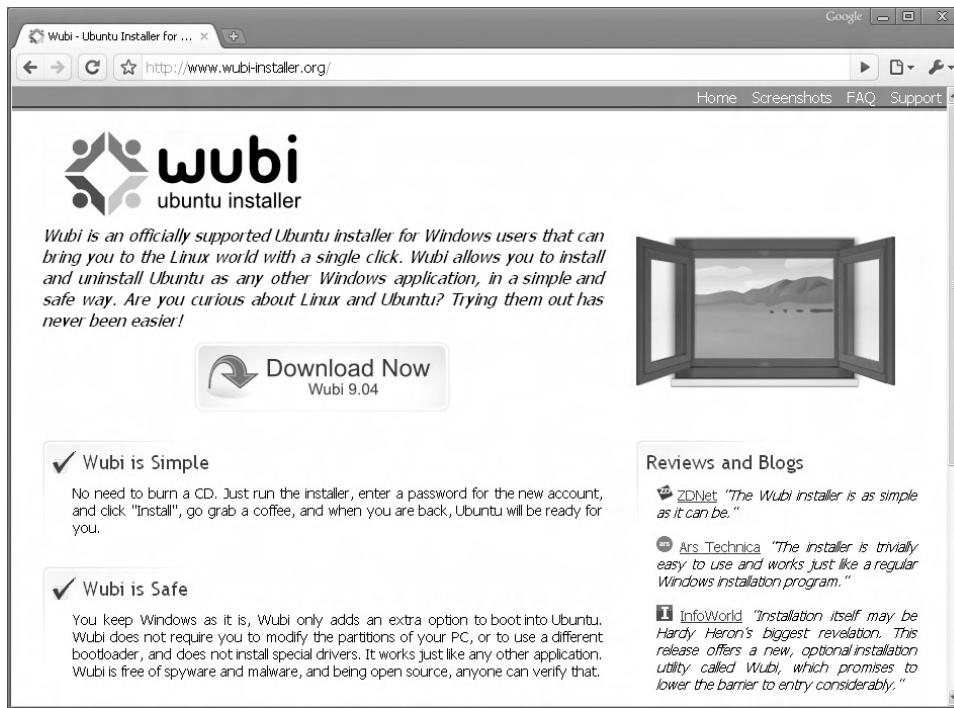 Google
Wubi - Ubuntu Installer for ...
http://www.wubi-installer.org/
Home Screenshots FAQ Support
wubi
ubuntu installer
Wubi is an officially supported Ubuntu installer for Windows users that can
bring you to the Linux world with a single click. Wubi allows you to install
and uninstall Ubuntu as any other Windows application, in a simple and
safe way. Are you curious about Linux and Ubuntu? Trying them out has
never been easier!
Download Now
Wubi 9.04
Wubi is Simple
No need to burn a CD. Just run the installer, enter a password for the new account,
and click "Install", go grab a coffee, and when you are back, Ubuntu will be ready for
you.
Wubi is Safe
You keep Windows as it is, Wubi only adds an extra option to boot into Ubuntu.
Wubi does not require you to modify the partitions of your PC, or to use a different
bootloader, and does not install special drivers. It works just like any other application.
Wubi is free of spyware and malware, and being open source, anyone can verify that.
Reviews and Blogs
ZDNet "The Wubi installer is as simple
as it can be."
ars Ars Technica "The installer is trivially
easy to use and works just like a regular
Windows installation program."
InfoWorld "Installation itself may be
Hardy Heron's biggest revelation. This
release offers a new, optional installation
utility called Wubi, which promises to
lower the barrier to entry considerably."